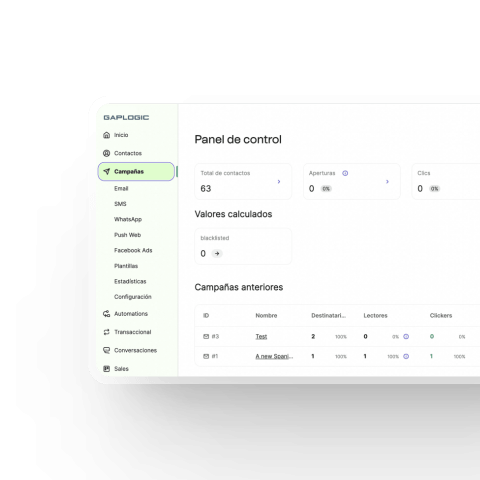 GAPLOGIC
Inicio
Contactos
Campañas
Email
SMS
WhatsApp
Push Web
Facebook Ads
Plantillas
Estadísticas
Configuración
Automations
Transaccional
Conversaciones
Sales
Panel de control
Total de contactos
63
Aperturas
0 0%
Clics
0 0%
Valores calculados
blacklisted
0
Campañas anteriores
ID Nombre Destinatari... Lectores Clickers
#3 Test 2 100% 0 0% 0 0%
#1 A new Spani... 1 100% 1 100% 1 100%